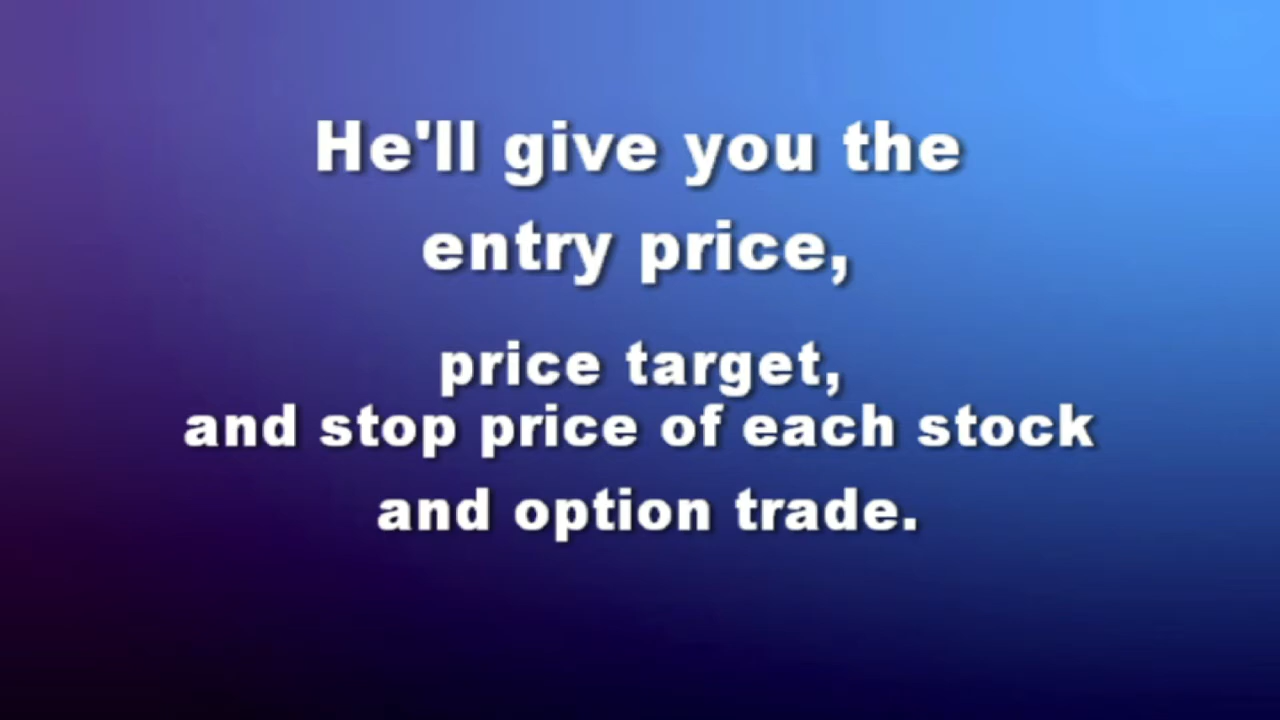 He'll give you the
entry price,
price target,
and stop price of each stock
and option trade.